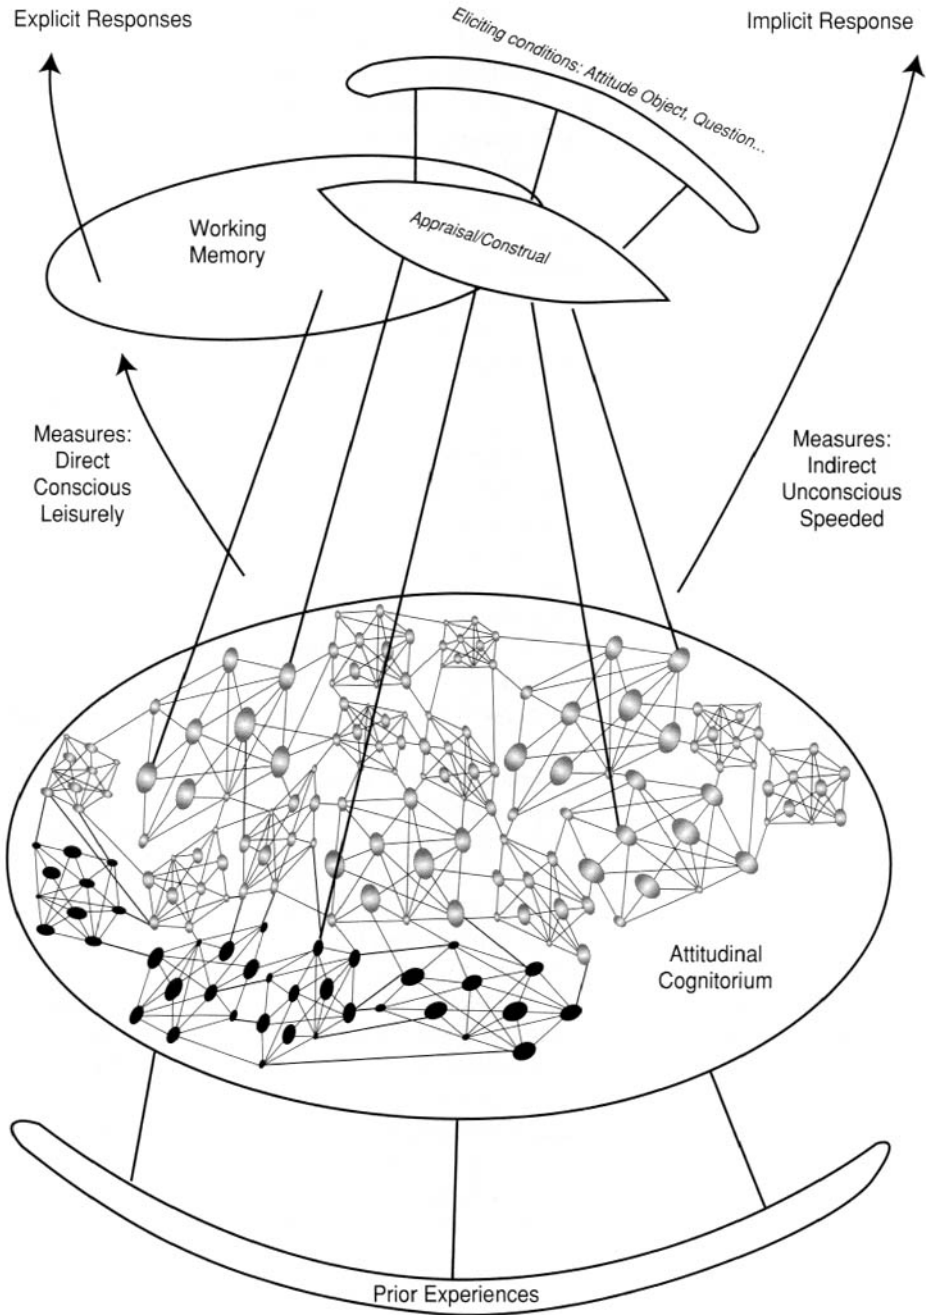 Explicit Responses
Implicit Response
Eliciting conditions: Attitude Object, Question...
Working
Memory
Appraisal/Construal
Measures:
Direct
Conscious
Leisurely
Measures:
Indirect
Unconscious
Speeded
Attitudinal
Cognitorium
Prior Experiences